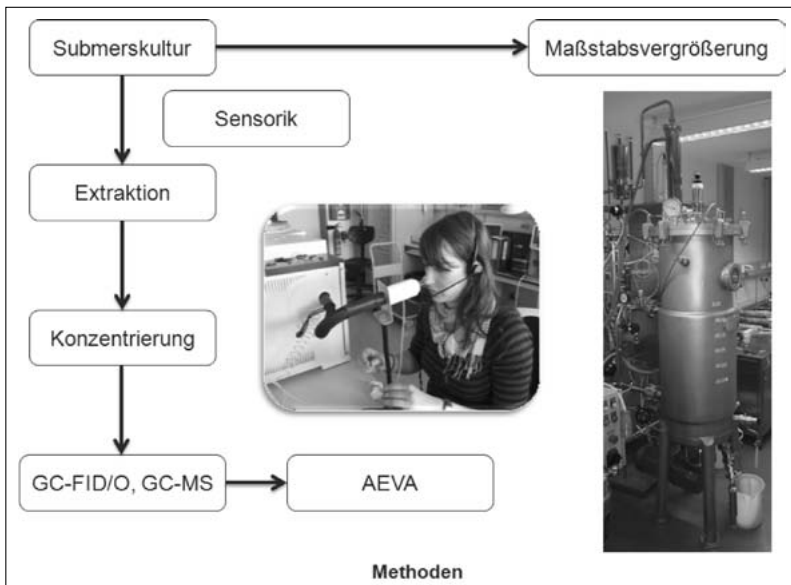 Submerskultur
Maßstabsvergrößerung
Sensorik
Extraktion
Konzentrierung
GC-FID/O, GC-MS
AEVA
Methoden